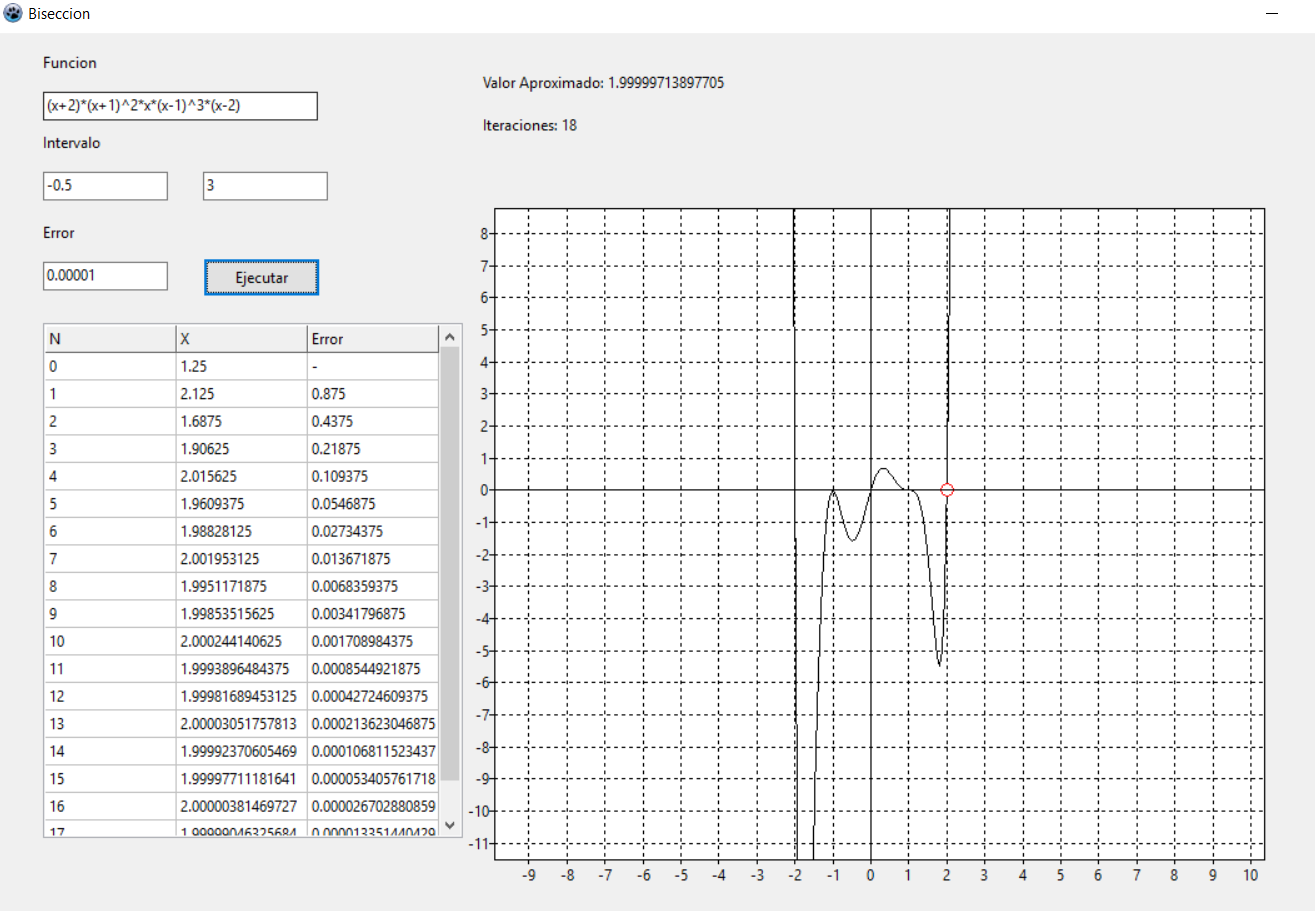 Biseccion
Funcion
(x+2)*(x+1)^2*x*(x-1)^3*(x-2)
Intervalo
-0.5 3
Error
0.00001 Ejecutar
Valor Aproximado: 1.99999713897705
Iteraciones: 18
N X Error
0 1.25 -
1 2.125 0.875
2 1.6875 0.4375
3 1.90625 0.21875
4 2.015625 0.109375
5 1.9609375 0.0546875
6 1.98828125 0.02734375
7 2.001953125 0.013671875
8 1.9951171875 0.0068359375
9 1.99853515625 0.00341796875
10 2.000244140625 0.001708984375
11 1.9993896484375 0.0008544921875
12 1.99981689453125 0.00042724609375
13 2.00003051757813 0.000213623046875
14 1.99992370605469 0.000106811523437
15 1.99997711181641 0.000053405761718
16 2.00000381469727 0.000026702880859
17 1.99999046325684 0.000013351440429
8
7
6
5
4
3
2
1
0
-1
-2
-3
-4
-5
-6
-7
-8
-9
-10
-11
-9 -8 -7 -6 -5 -4 -3 -2 -1 0 1 2 3 4 5 6 7 8 9 10